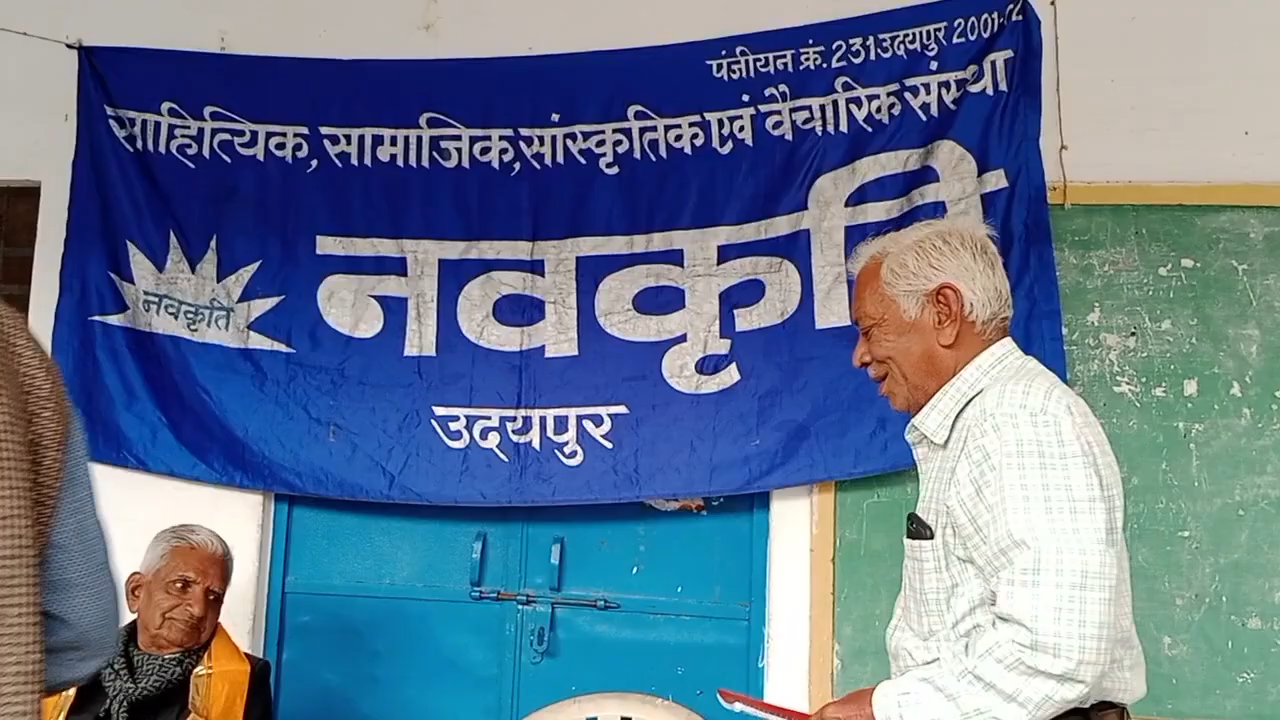 पंजीयन क्रं. 231 उदयपुर 2001-02
साहित्यिक, सामाजिक, सांस्कृतिक एवं वैचारिक संस्था
नवकृति
नवकृति
उदयपुर